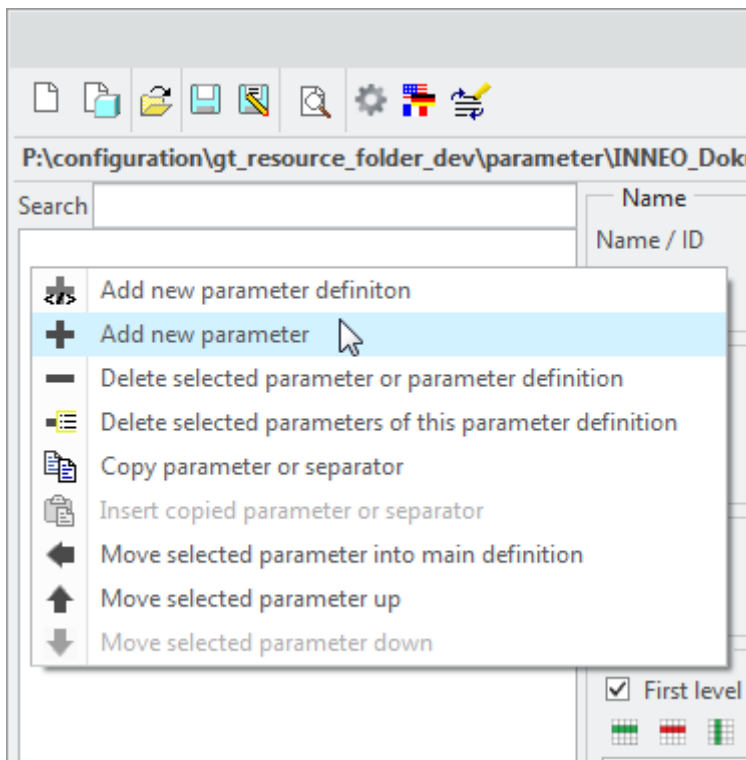 P:\configuration\gt_resource_folder_dev\parameter\INNEO_Dok
Search
Name
Name / ID
Add new parameter definiton
Add new parameter
Delete selected parameter or parameter definition
Delete selected parameters of this parameter definition
Copy parameter or separator
Insert copied parameter or separator
Move selected parameter into main definition
Move selected parameter up
Move selected parameter down
First level